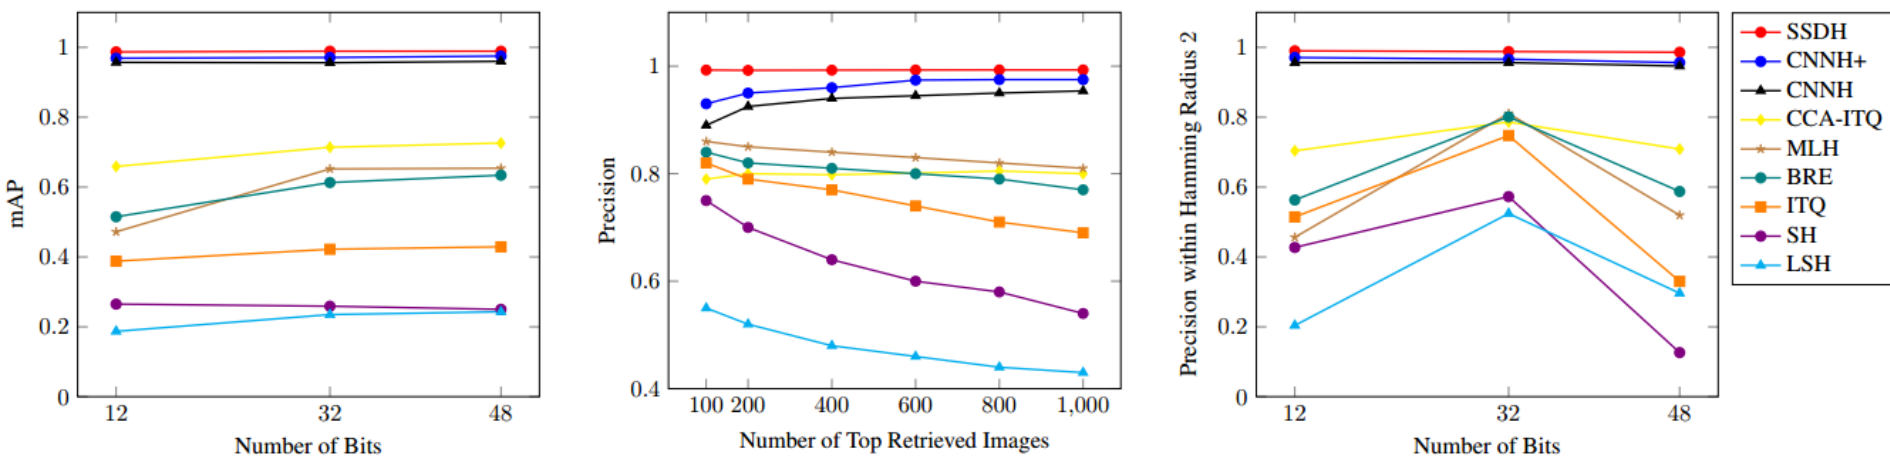 1
0.8
0.6
0.4
0.2
0
mAP
12 32 48
Number of Bits
1
0.8
0.6
0.4
Precision
100 200 400 600 800 1,000
Number of Top Retrieved Images
1
0.8
0.6
0.4
0.2
0
Precision within Hamming Radius 2
12 32 48
Number of Bits
SSDH
CNNH+
CNNH
CCA-ITQ
MLH
BRE
ITQ
SH
LSH